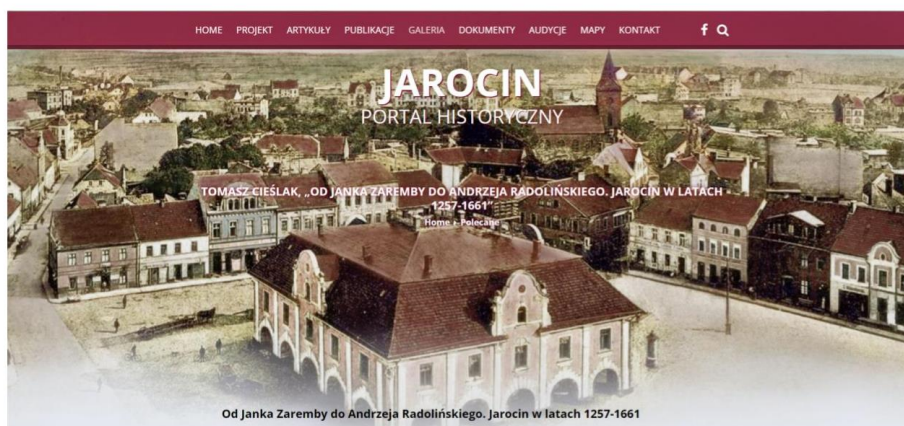 HOME PROJEKT ARTYKUŁY PUBLIKACJE GALERIA DOKUMENTY AUDYCJE MAPY KONTAKT
JAROCIN
PORTAL HISTORYCZNY
TOMASZ CIEŚLAK, „OD JANKA ZAREMBY DO ANDRZEJA RADOLIŃSKIEGO. JAROCIN W LATACH
1257-1661”
Home » Polecane
Od Janka Zaremby do Andrzeja Radolińskiego. Jarocin w latach 1257-1661